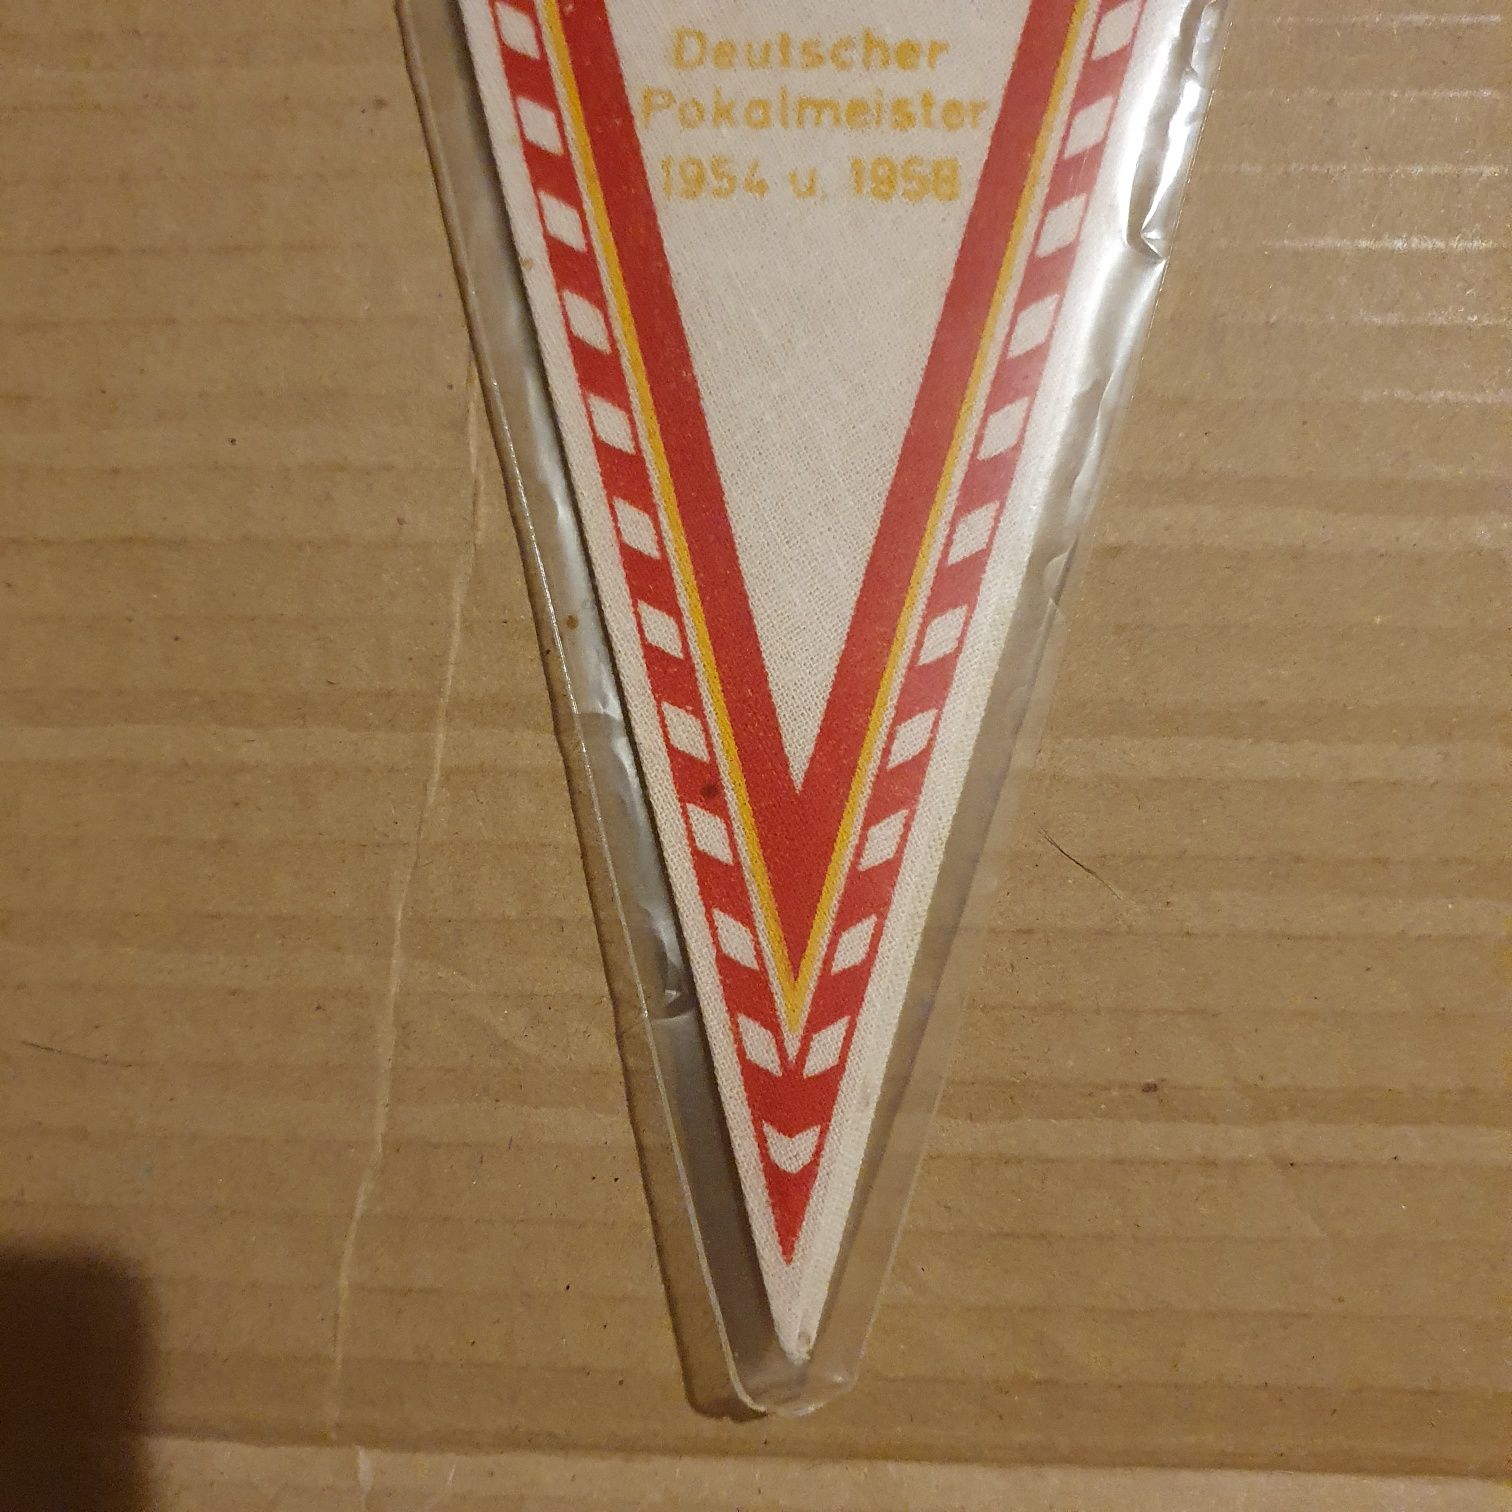 Deutscher
Pokalmeister
1954 u. 1958